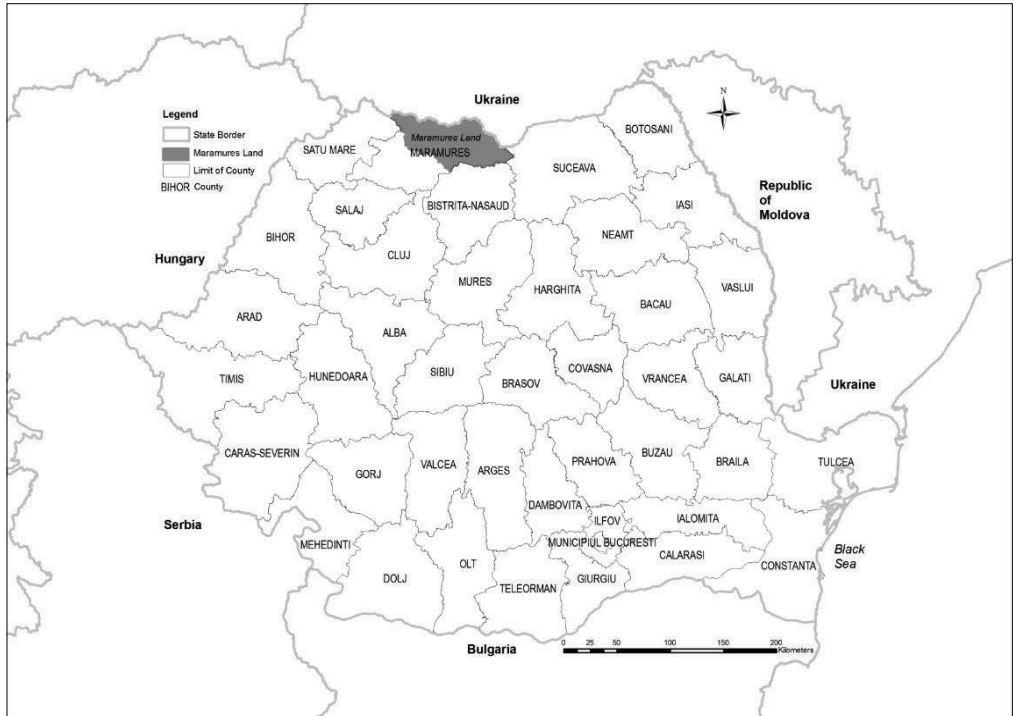 N
Ukraine
Legend
State Border
Maramures Land
Limit of County
BIHOR County
Maramures Land
MARAMURES
SATU MARE
BOTOSANI
SUCEAVA
Republic
of
Moldova
SALAJ
BISTRITA-NASAUD
IASI
BIHOR
NEAMT
Hungary
CLUJ
MURES
HARGHITA
VASLUI
BACAU
ARAD
ALBA
TIMIS
HUNEDOARA
SIBIU
BRASOV
COVASNA
VRANCEA
GALATI
Ukraine
CARAS-SEVERIN
GORJ
VALCEA
ARGES
PRAHOVA
BUZAU
BRAILA
TULCEA
DAMBOVITA
ILFOV
IALOMITA
Serbia
MEHEDINTI
MUNICIPIUL BUCURESTI
CALARASI
CONSTANTA
Black
Sea
DOLJ
OLT
TELEORMAN
GIURGIU
Bulgaria
0 25 50 100 150 200
Kilometers